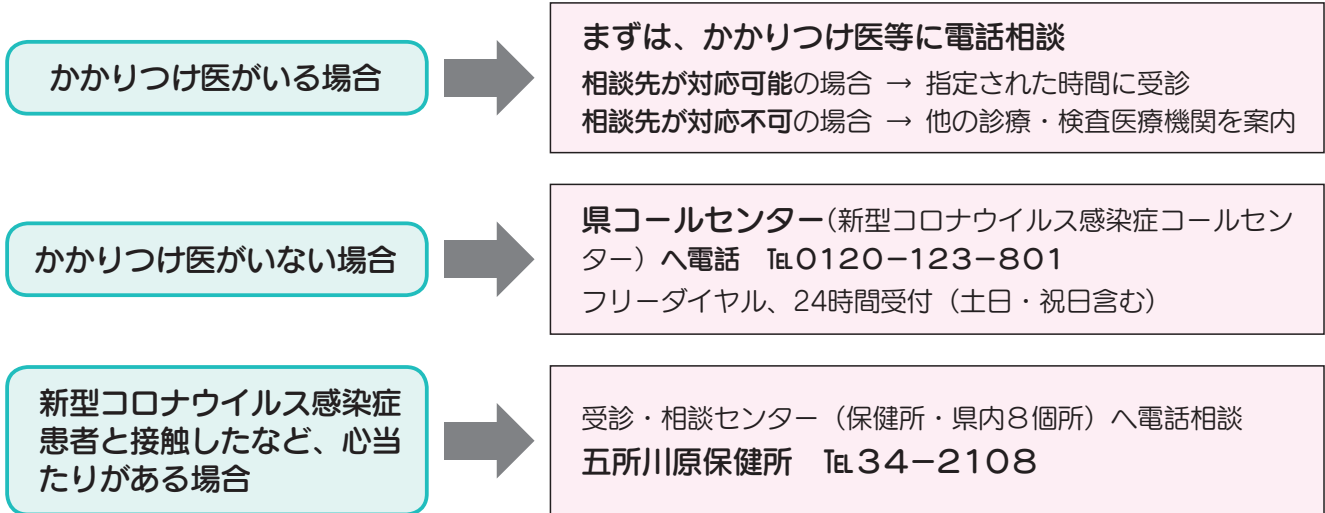 かかりつけ医がいる場合
まずは、かかりつけ医等に電話相談
相談先が対応可能の場合 → 指定された時間に受診
相談先が対応不可の場合 → 他の診療・検査医療機関を案内
かかりつけ医がいない場合
県コールセンター(新型コロナウイルス感染症コールセン
ター）へ電話　℡0120－123－801
フリーダイヤル、24時間受付（土日・祝日含む）
新型コロナウイルス感染症
患者と接触したなど、心当
たりがある場合
受診・相談センター（保健所・県内８個所）へ電話相談
五所川原保健所　℡34－2108